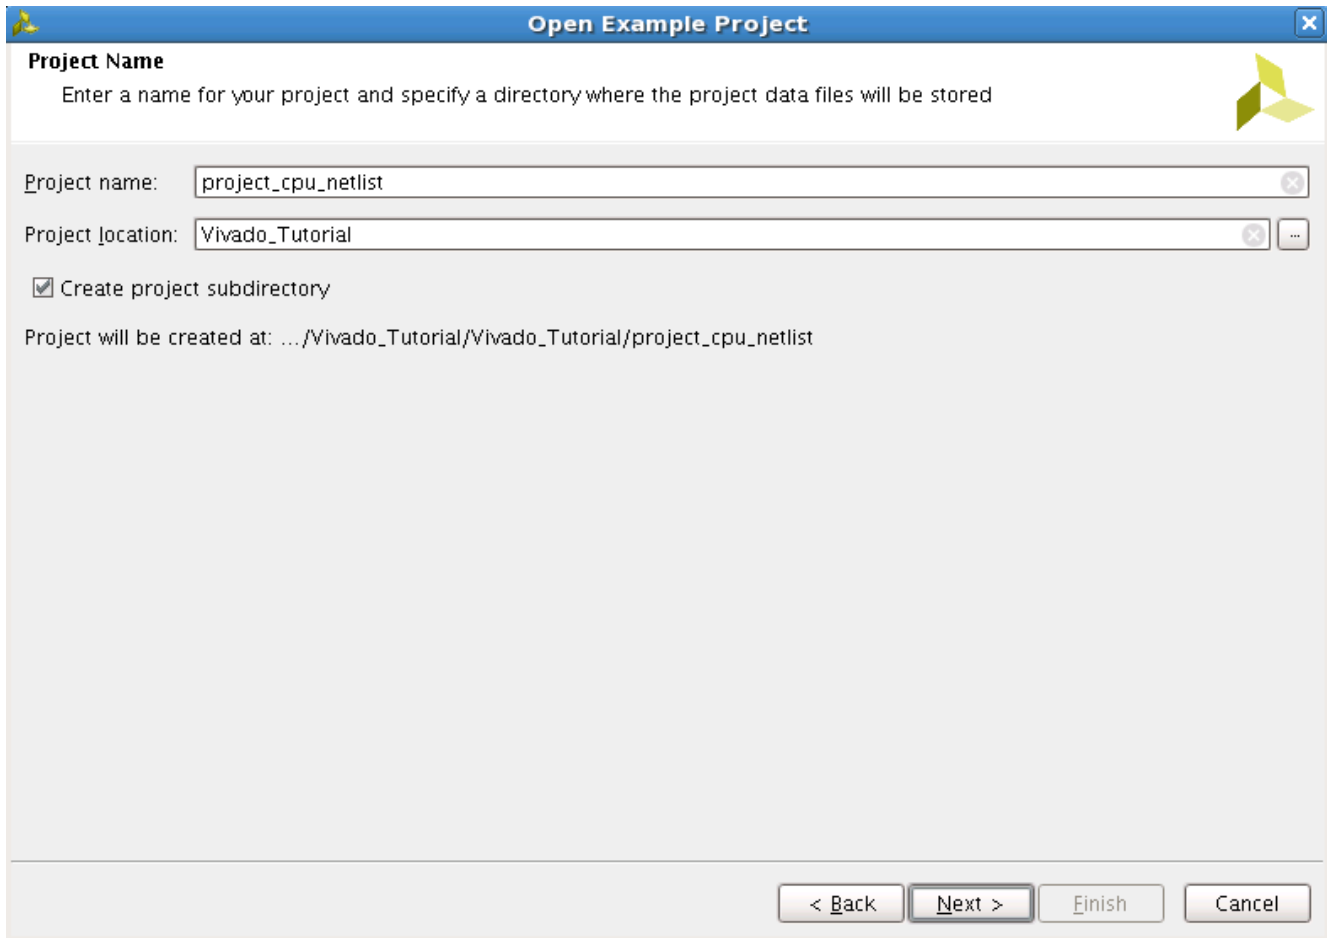 Open Example Project
Project Name
Enter a name for your project and specify a directory where the project data files will be stored
Project name: project_cpu_netlist
Project location: Vivado_Tutorial ...
Create project subdirectory
Project will be created at: .../Vivado_Tutorial/Vivado_Tutorial/project_cpu_netlist
< Back Next > Finish Cancel